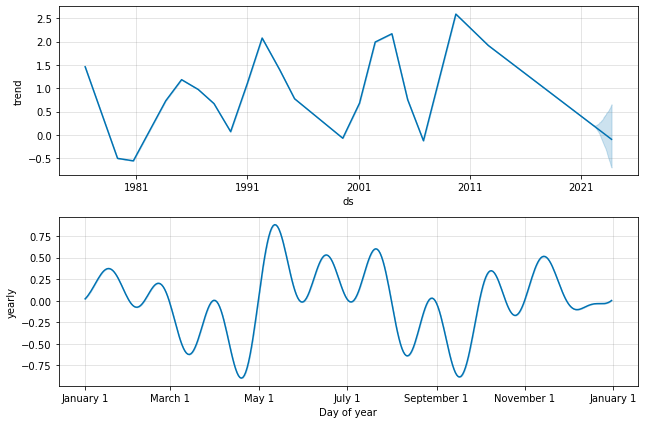 2.5
2.0
1.5
1.0
0.5
0.0
−0.5
trend
1981
1991
2001
2011
2021
ds
0.75
0.50
0.25
0.00
−0.25
−0.50
−0.75
yearly
January 1
March 1
May 1
July 1
September 1
November 1
January 1
Day of year